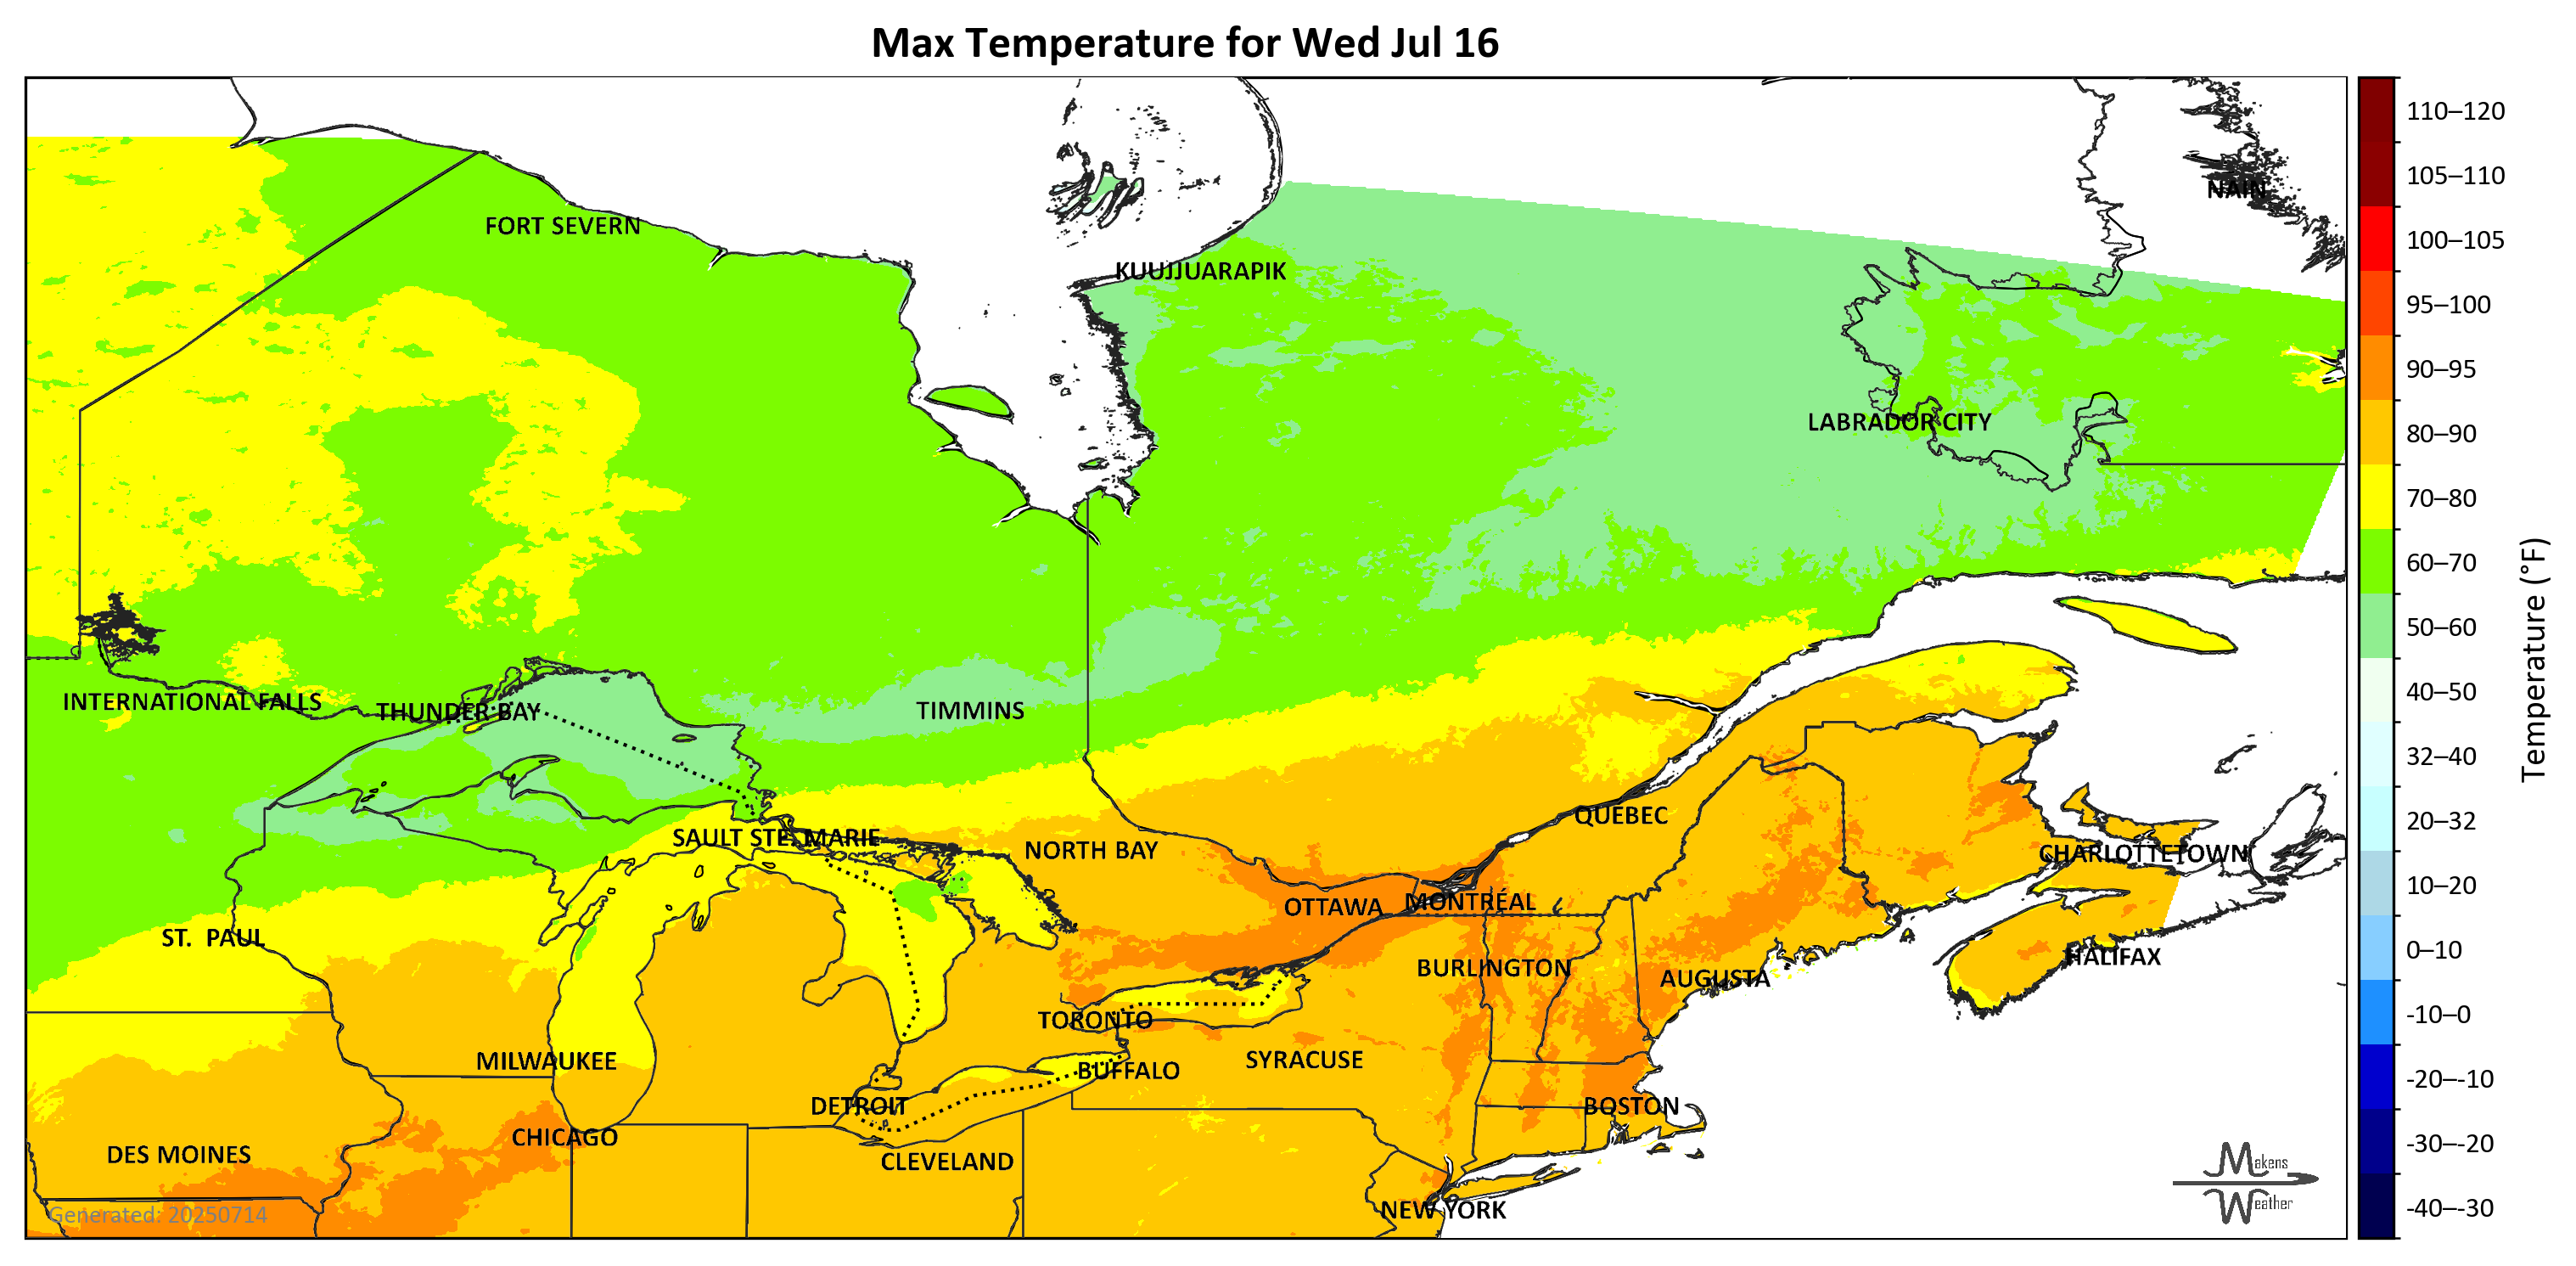 Max Temperature for Wed Jul 16
110–120
105–110
NAIN
FORT SEVERN
100–105
KUUJJUARAPIK
95–100
90–95
LABRADOR CITY
80–90
70–80
60–70
50–60
Temperature (°F)
INTERNATIONAL FALLS
THUNDER BAY
TIMMINS
40–50
32–40
QUEBEC
20–32
SAULT STE. MARIE
NORTH BAY
CHARLOTTETOWN
10–20
OTTAWA
MONTRÉAL
ST. PAUL
0–10
HALIFAX
BURLINGTON
AUGUSTA
TORONTO
-10–0
MILWAUKEE
BUFFALO
SYRACUSE
-20–-10
DETROIT
BOSTON
CHICAGO
-30–-20
DES MOINES
CLEVELAND
Makens
Weather
NEW YORK
-40–-30
Generated: 20250714